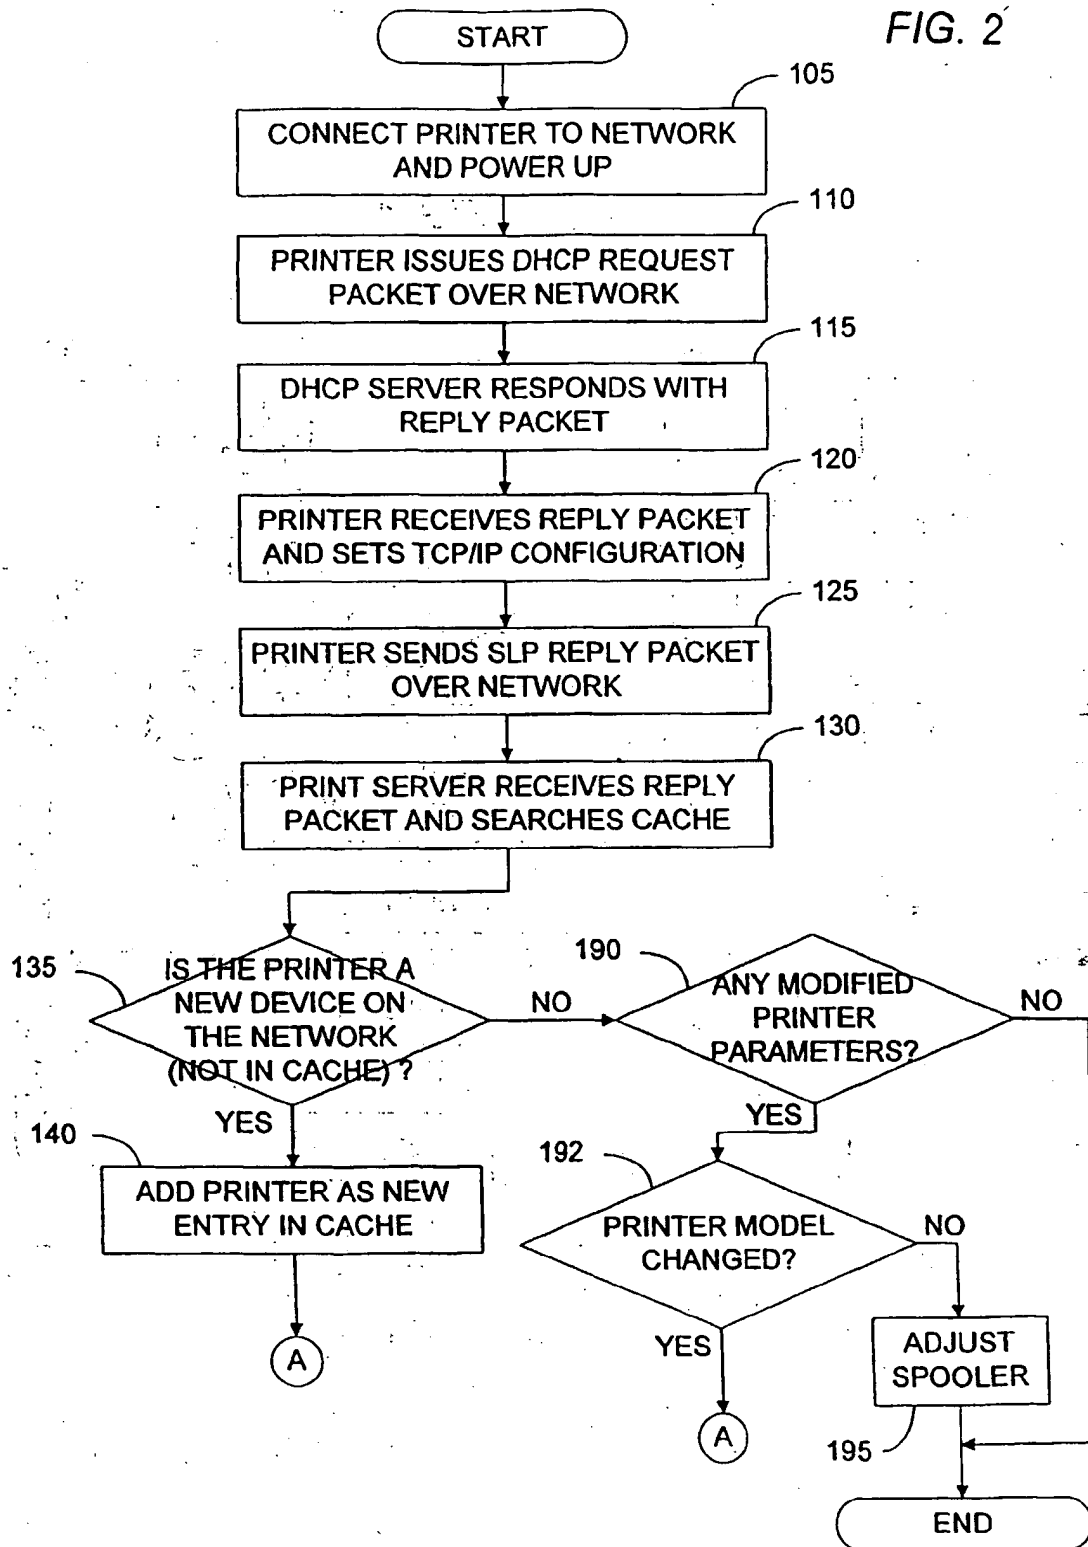 FIG. 2
START
105
CONNECT PRINTER TO NETWORK
AND POWER UP
110
PRINTER ISSUES DHCP REQUEST
PACKET OVER NETWORK
115
DHCP SERVER RESPONDS WITH
REPLY PACKET
120
PRINTER RECEIVES REPLY PACKET
AND SETS TCP/IP CONFIGURATION
125
PRINTER SENDS SLP REPLY PACKET
OVER NETWORK
130
PRINT SERVER RECEIVES REPLY
PACKET AND SEARCHES CACHE
135
IS THE PRINTER A
NEW DEVICE ON
THE NETWORK
(NOT IN CACHE) ?
NO
190
ANY MODIFIED
PRINTER
PARAMETERS?
NO
YES
YES
140
ADD PRINTER AS NEW
ENTRY IN CACHE
A
192
PRINTER MODEL
CHANGED?
NO
YES
A
ADJUST
SPOOLER
195
END